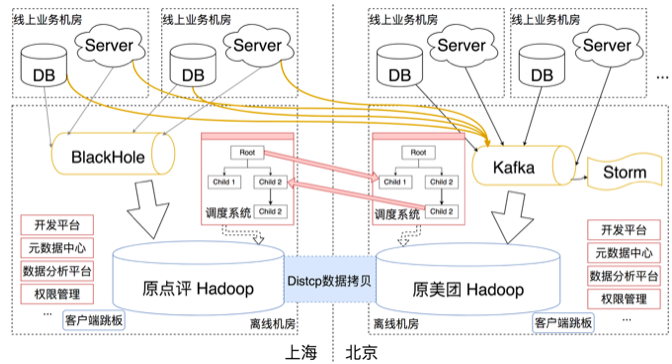 线上业务机房
线上业务机房
线上业务机房
线上业务机房
Server
Server
Server
Server
DB
DB
DB
DB
...
BlackHole
Kafka
Storm
Root
Child 1
Child 2
Child 2
调度系统
Root
Child 1
Child 2
Child 2
调度系统
开发平台
元数据中心
数据分析平台
权限管理
...
客户端跳板
原点评 Hadoop
离线机房
Distcp数据拷贝
原美团 Hadoop
离线机房
开发平台
元数据中心
数据分析平台
权限管理
...
客户端跳板
上海
北京